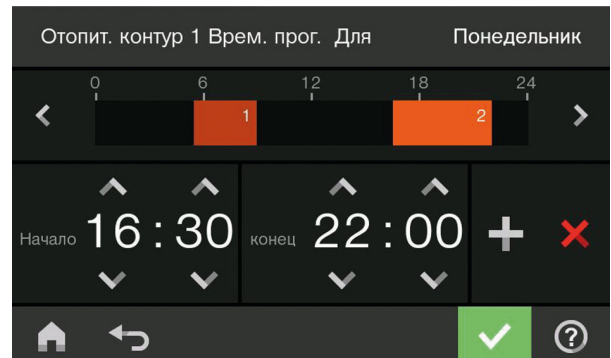 Отопит. контур 1 Врем. прог. Для Понедельник
0 6 12 18 24
1 2
Начало 16 : 30 конец 22 : 00